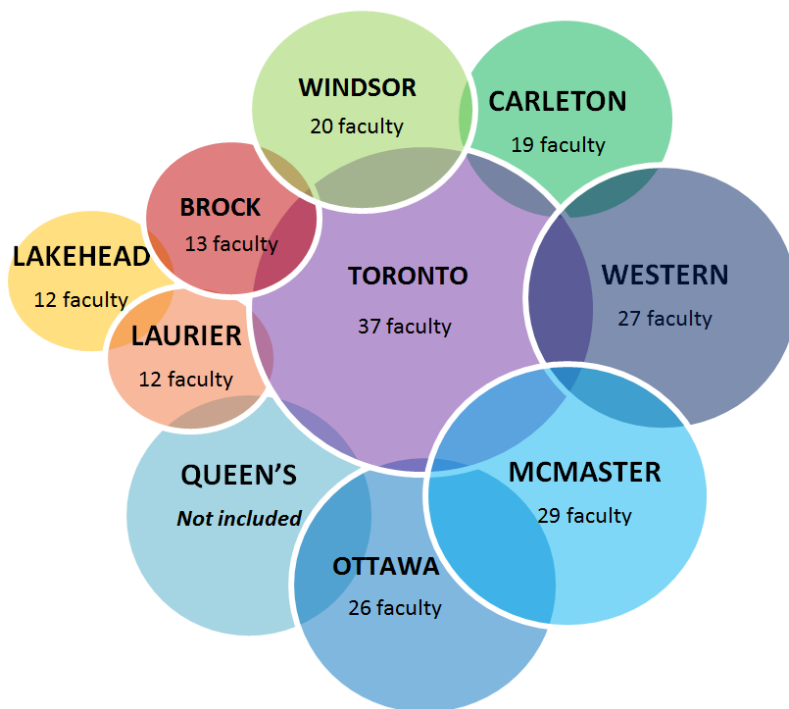 WINDSOR
20 faculty
CARLETON
19 faculty
BROCK
13 faculty
LAKEHEAD
12 faculty
TORONTO
37 faculty
WESTERN
27 faculty
LAURIER
12 faculty
QUEEN'S
Not included
MCMASTER
29 faculty
OTTAWA
26 faculty